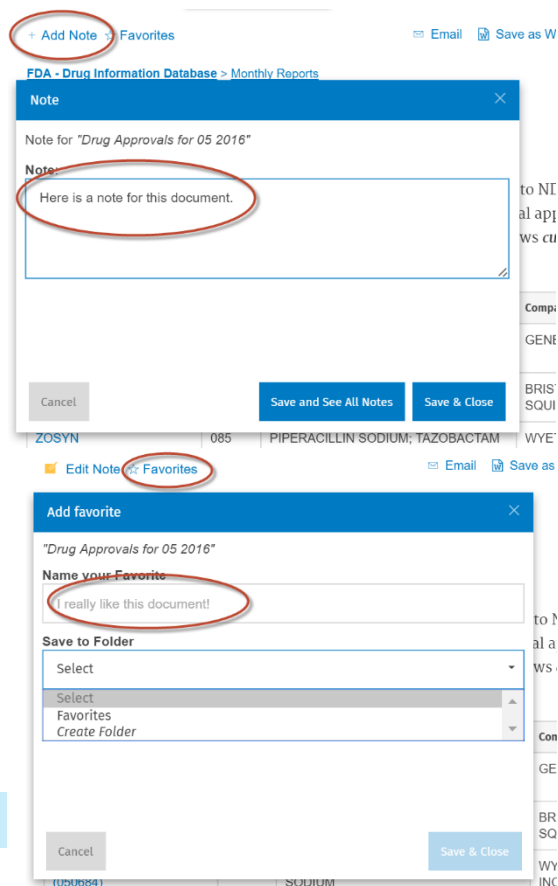 + Add Note ☆ Favorites Email Save as W
FDA - Drug Information Database > Monthly Reports
Note
Note for "Drug Approvals for 05 2016"
Note:
Here is a note for this document.
to ND
al app
ws cu
Compa
GENE
BRIS
SQUI
Cancel Save and See All Notes Save & Close
ZOSYN 085 PIPERACILLIN SODIUM; TAZOBACTAM WYET
Edit Note ☆ Favorites Email Save as
Add favorite
"Drug Approvals for 05 2016"
Name your Favorite
I really like this document!
to N
Save to Folder
al a
Select
ws
Select
Favorites
Create Folder
Con
GE
BR
SQ
Cancel Save & Close
WY
(050684) SODIUM INC